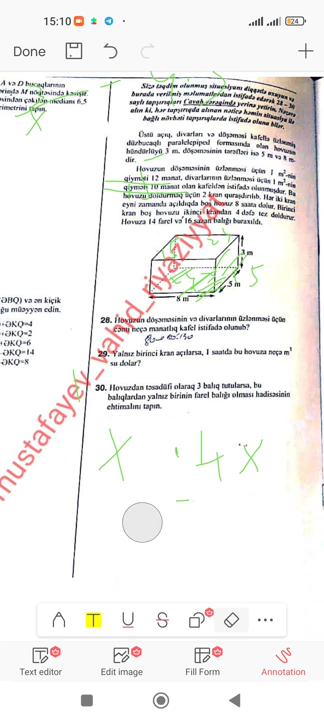 15:10
24
Done
A və D bucaqlarının
M nöqtəsində kəsişir.
çəkilən mediana 6,5
perimetrini tapın.
Sizə təqdim olunmuş situasiyanı diqqətlə oxuyun və
burada verilmiş məlumatlardan istifadə edərək 28 - 30
saylı tapşırıqları Cavab vərəqində yerinə yetirin. Nəzərə
alın ki, hər tapşırıqda alınan nəticə həmin situasiya ilə
bağlı növbəti tapşırıqlarda istifadə oluna bilər.
Üstü açıq, divarları və döşəməsi kafellə üzlənmiş
düzbucaqlı paralelepiped formasında olan hovuzun
hündürlüyü 3 m, döşəməsinin tərəfləri isə 5 m və 8 m-
dir.
Hovuzun döşəməsinin üzlənməsi üçün 1 m²-nin
qiyməti 12 manat, divarlarının üzlənməsi üçün 1 m²-nin
qiyməti 10 manat olan kafeldən istifadə olunmuşdur. Bu
hovuzu doldurmaq üçün 2 kran quraşdırılıb. Hər iki kran
eyni zamanda açıldıqda boş hovuz 8 saata dolur. Birinci
kran boş hovuzu ikinci krandan 4 dəfə tez doldurur.
Hovuza 14 farel və 16 sazan balığı buraxıldı.
3 m
5 m
5
8 m
ƏBQ) və ən kiçik
müəyyən edin.
+ƏKQ=4
-ƏKQ=2
+ƏKQ=6
-ƏKQ=14
-ƏKQ=8
28. Hovuzun döşəməsinin və divarlarının üzlənməsi üçün
cəmi neçə manatlıq kafel istifadə olunub?
29. Yalnız birinci kran açılarsa, 1 saatda bu hovuza neçə m³
su dolar?
30. Hovuzdan təsadüfi olaraq 3 balıq tutularsa, bu
balıqlardan yalnız birinin farel balığı olması hadisəsinin
ehtimalını tapın.
mustafayev_vahid_riyaziyyat
X : 4x
Text editor
Edit image
Fill Form
Annotation